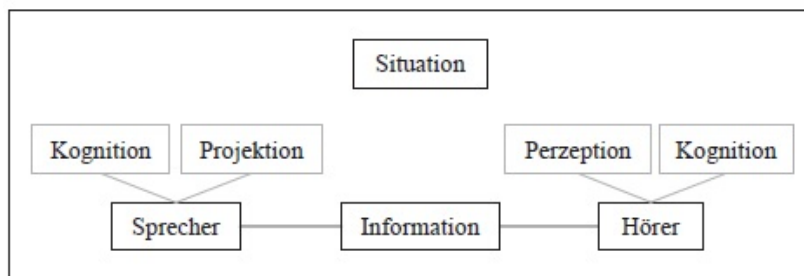 Situation
Kognition Projektion Perzeption Kognition
Sprecher Information Hörer